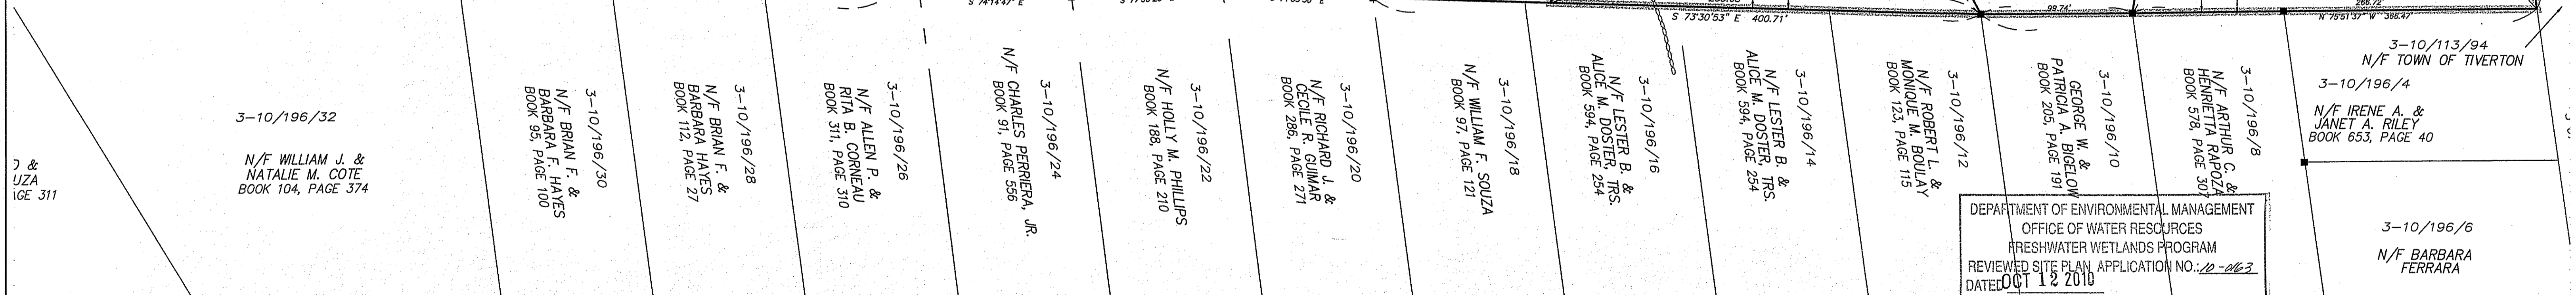 S 74°14'47" E
S 73°30'53" E 400.71'
99.74'
266.72'
N 75°51'37" W 366.47'
& 
UZA
GE 311
3-10/196/32
N/F WILLIAM J. &
NATALIE M. COTE
BOOK 104, PAGE 374
3-10/196/30
N/F BRIAN F. &
BARBARA F. HAYES
BOOK 95, PAGE 100
3-10/196/28
N/F BRIAN F. &
BARBARA HAYES
BOOK 112, PAGE 27
3-10/196/26
N/F ALLEN P. &
RITA B. CORNEAU
BOOK 311, PAGE 310
3-10/196/24
N/F CHARLES PERRIERA, JR.
BOOK 91, PAGE 556
3-10/196/22
N/F HOLLY M. PHILLIPS
BOOK 188, PAGE 210
3-10/196/20
N/F RICHARD J. &
CECILE R. GUIMAR
BOOK 286, PAGE 271
3-10/196/18
N/F WILLIAM F. SOUZA
BOOK 97, PAGE 121
3-10/196/16
N/F LESTER B. &
ALICE M. DOSTER, TRS.
BOOK 594, PAGE 254
3-10/196/14
N/F LESTER B. &
ALICE M. DOSTER, TRS.
BOOK 594, PAGE 254
3-10/196/12
N/F ROBERT L. &
MONIQUE M. BOULAY
BOOK 123, PAGE 115
3-10/196/10
GEORGE W. &
PATRICIA A. BIGELOW
BOOK 205, PAGE 191
3-10/196/8
N/F ARTHUR C. &
HENRIETTA RAPOZA
BOOK 578, PAGE 307
3-10/113/94
N/F TOWN OF TIVERTON
3-10/196/4
N/F IRENE A. &
JANET A. RILEY
BOOK 653, PAGE 40
3-10/196/6
N/F BARBARA
FERRARA
DEPARTMENT OF ENVIRONMENTAL MANAGEMENT
OFFICE OF WATER RESOURCES
FRESHWATER WETLANDS PROGRAM
REVIEWED SITE PLAN APPLICATION NO.: 10-0163
DATED OCT 12 2010